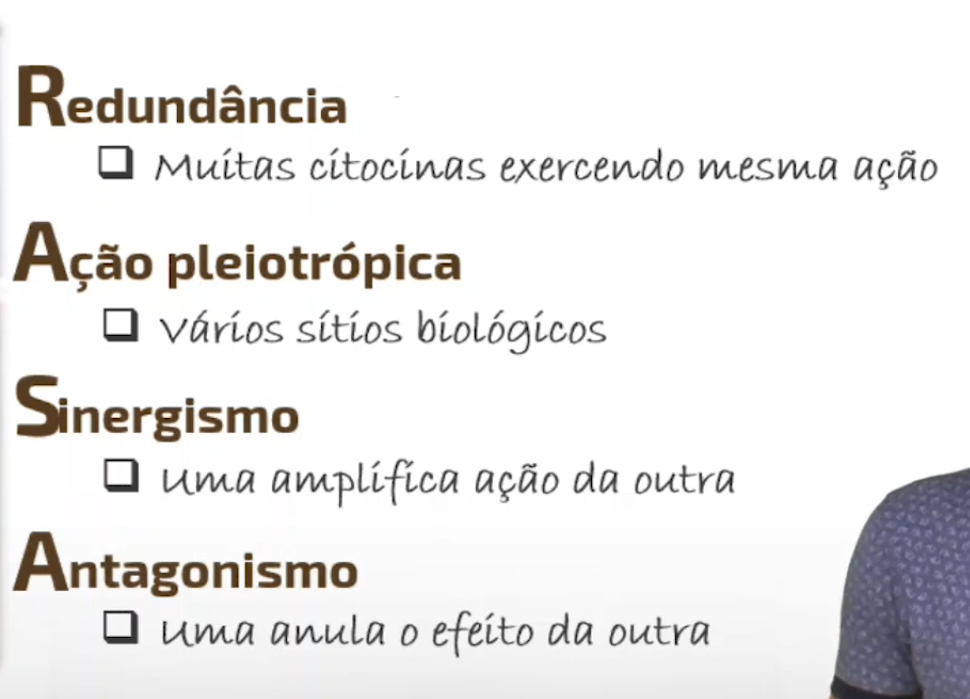 Redundância
Muitas citocinas exercendo mesma ação
Ação pleiotrópica
Vários sítios biológicos
Sinergismo
Uma amplifica ação da outra
Antagonismo
Uma anula o efeito da outra